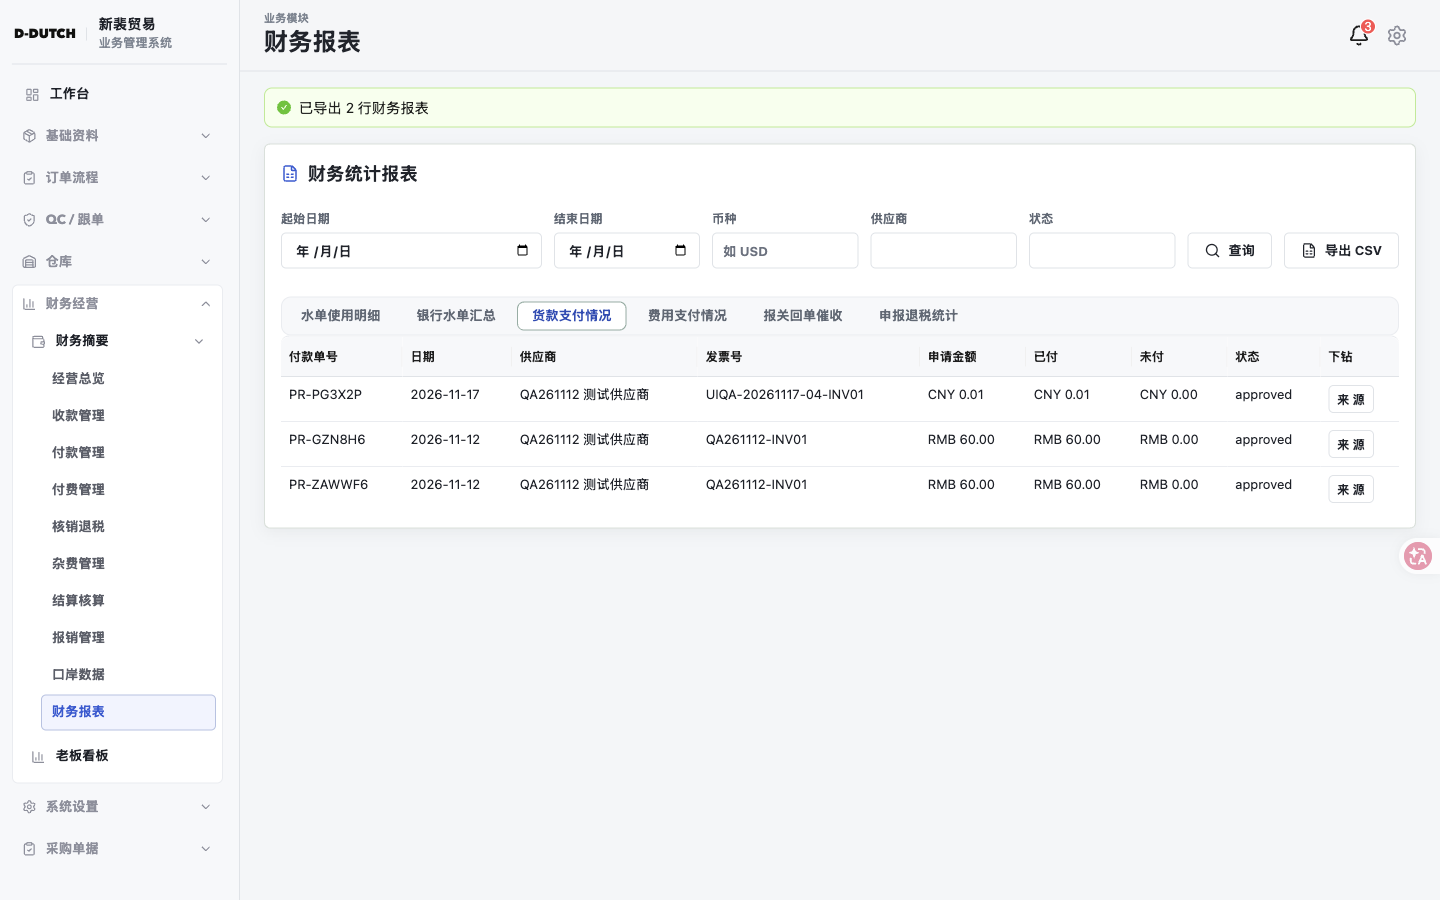 D-DUTCH
新裴贸易
业务管理系统
工作台
基础资料
订单流程
QC / 跟单
仓库
财务经营
财务摘要
经营总览
收款管理
付款管理
付费管理
核销退税
杂费管理
结算核算
报销管理
口岸数据
财务报表
老板看板
系统设置
采购单据
业务模块
财务报表
3
已导出 2 行财务报表
财务统计报表
起始日期 结束日期 币种 供应商 状态
年 /月/日 年 /月/日 如 USD 查询 导出 CSV
水单使用明细 银行水单汇总 货款支付情况 费用支付情况 报关回单催收 申报退税统计
付款单号 日期 供应商 发票号 申请金额 已付 未付 状态 下钻
PR-PG3X2P 2026-11-17 QA261112 测试供应商 UIQA-20261117-04-INV01 CNY 0.01 CNY 0.01 CNY 0.00 approved 来 源
PR-GZN8H6 2026-11-12 QA261112 测试供应商 QA261112-INV01 RMB 60.00 RMB 60.00 RMB 0.00 approved 来 源
PR-ZAWWF6 2026-11-12 QA261112 测试供应商 QA261112-INV01 RMB 60.00 RMB 60.00 RMB 0.00 approved 来 源